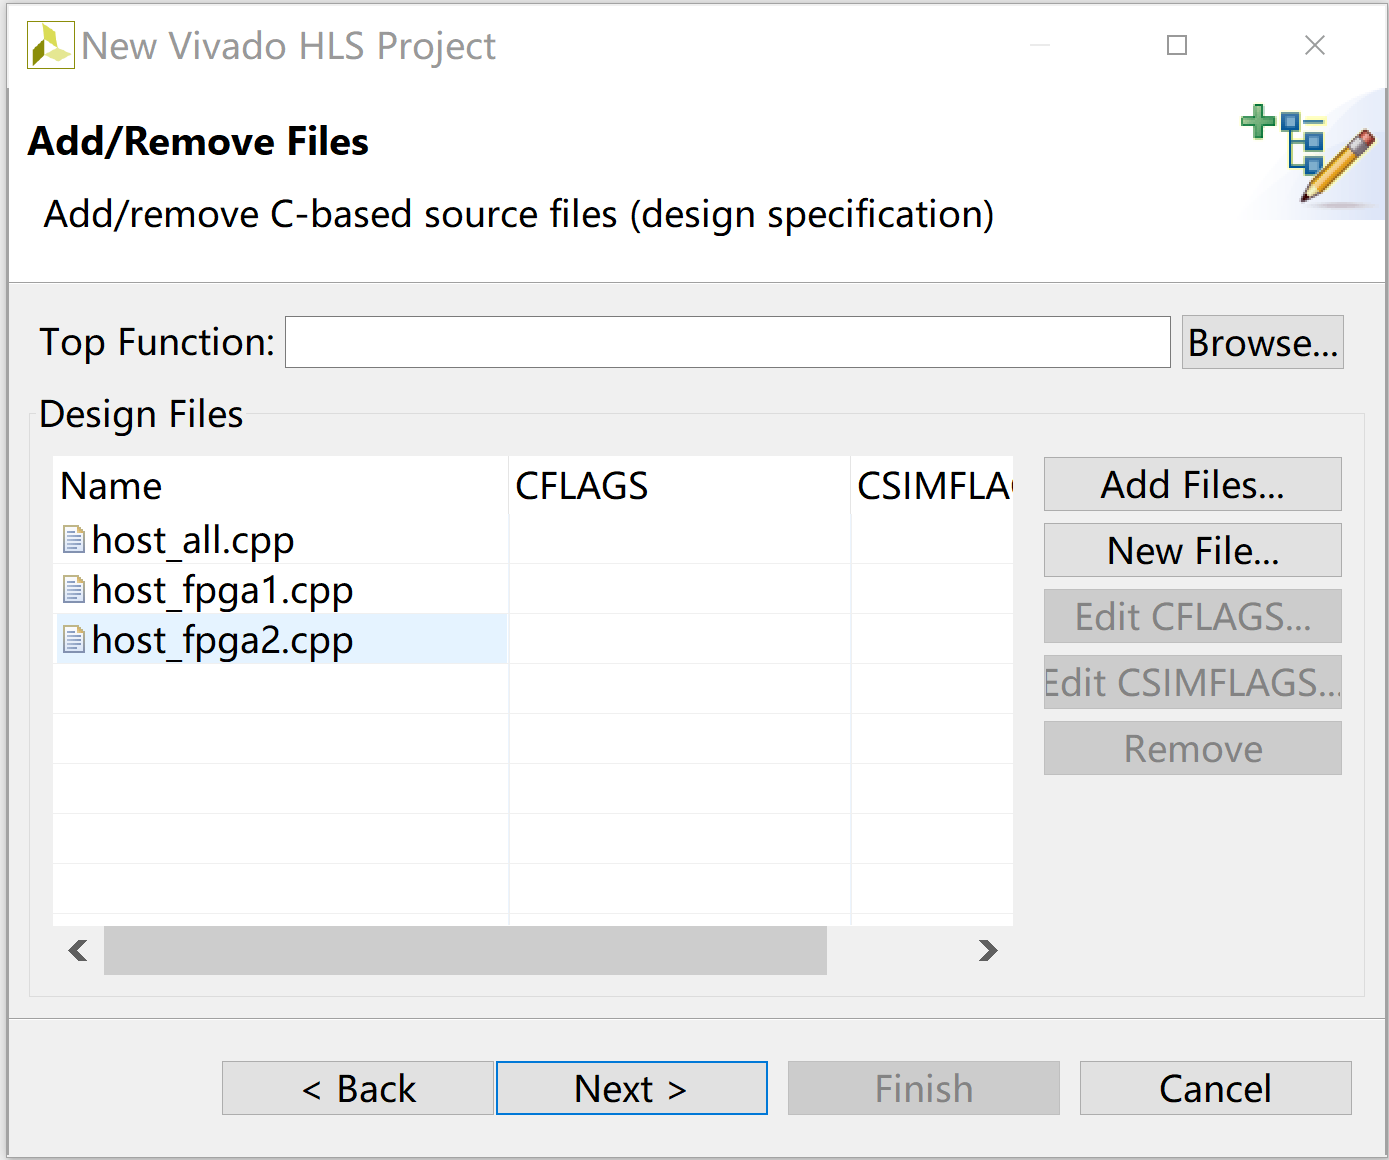 New Vivado HLS Project
Add/Remove Files
Add/remove C-based source files (design specification)
Top Function: Browse...
Design Files
Name CFLAGS CSIMFLA
Add Files...
host_all.cpp
New File...
host_fpga1.cpp
Edit CFLAGS...
host_fpga2.cpp
Edit CSIMFLAGS...
Remove
< Back Next > Finish Cancel